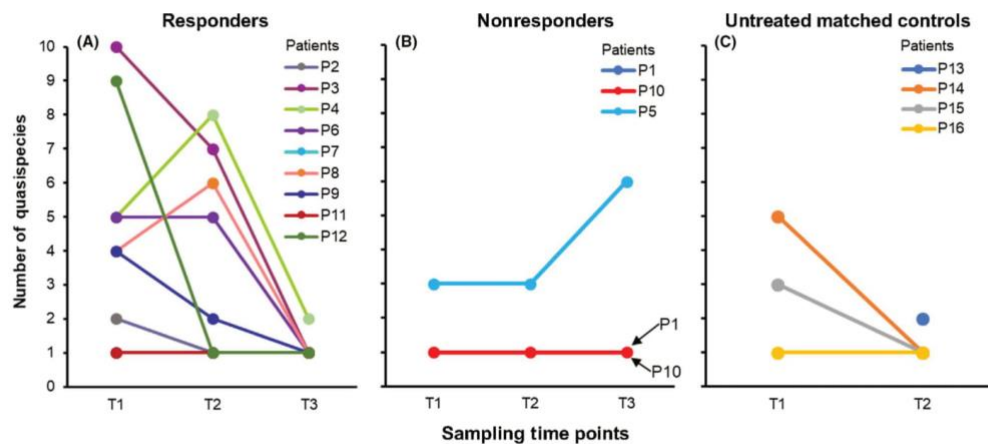 Responders
Nonresponders
Untreated matched controls
(A)
Patients
P2
P3
P4
P6
P7
P8
P9
P11
P12
(B)
Patients
P1
P10
P5
P1
P10
(C)
Patients
P13
P14
P15
P16
Number of quasispecies
10
9
8
7
6
5
4
3
2
1
0
T1
T2
T3
T1
T2
T3
T1
T2
Sampling time points